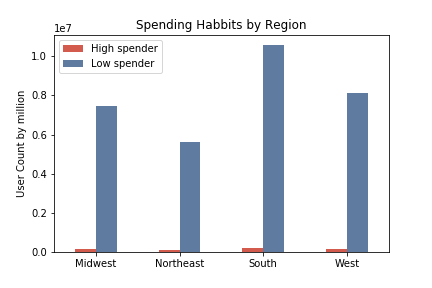 Spending Habbits by Region
1e7
High spender
Low spender
1.0
0.8
0.6
0.4
0.2
0.0
User Count by million
Midwest Northeast South West